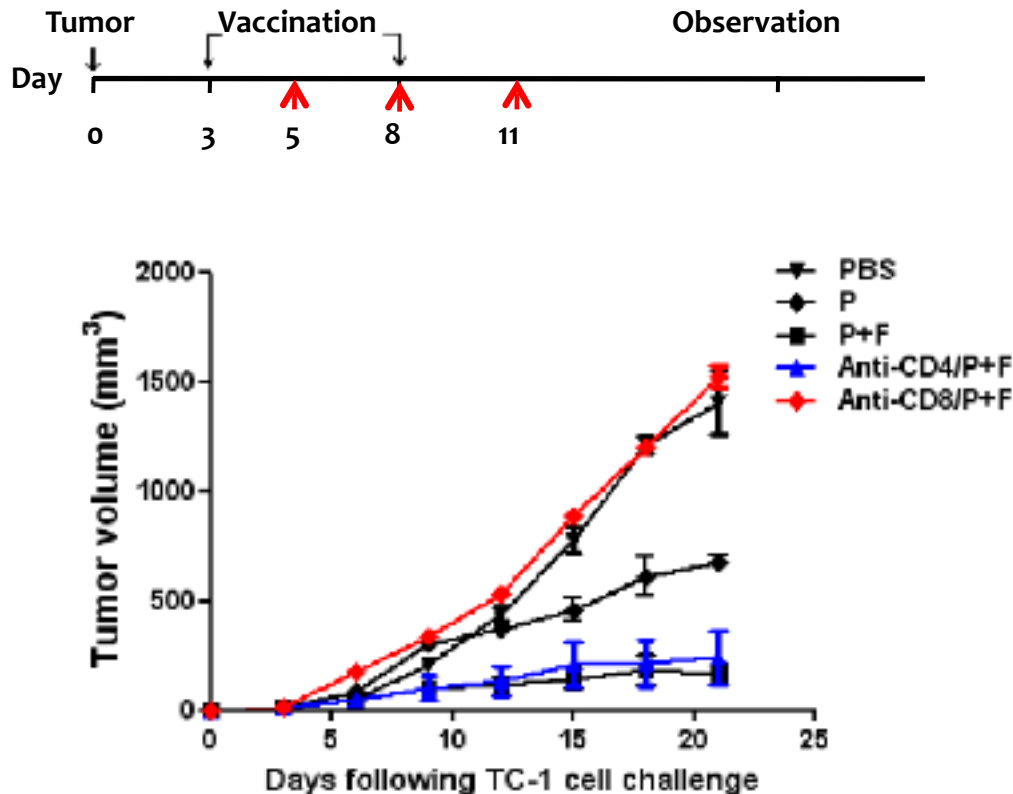 Tumor Vaccination Observation
Day
0 3 5 8 11
2000
1500
1000
500
0
Tumor volume (mm³)
PBS
P
P+F
Anti-CD4/P+F
Anti-CD8/P+F
0 5 10 15 20 25
Days following TC-1 cell challenge